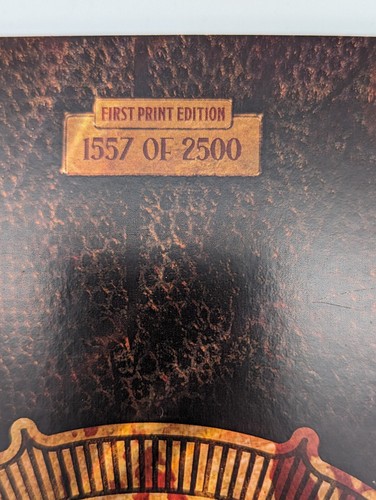 FIRST PRINT EDITION
1557 OF 2500